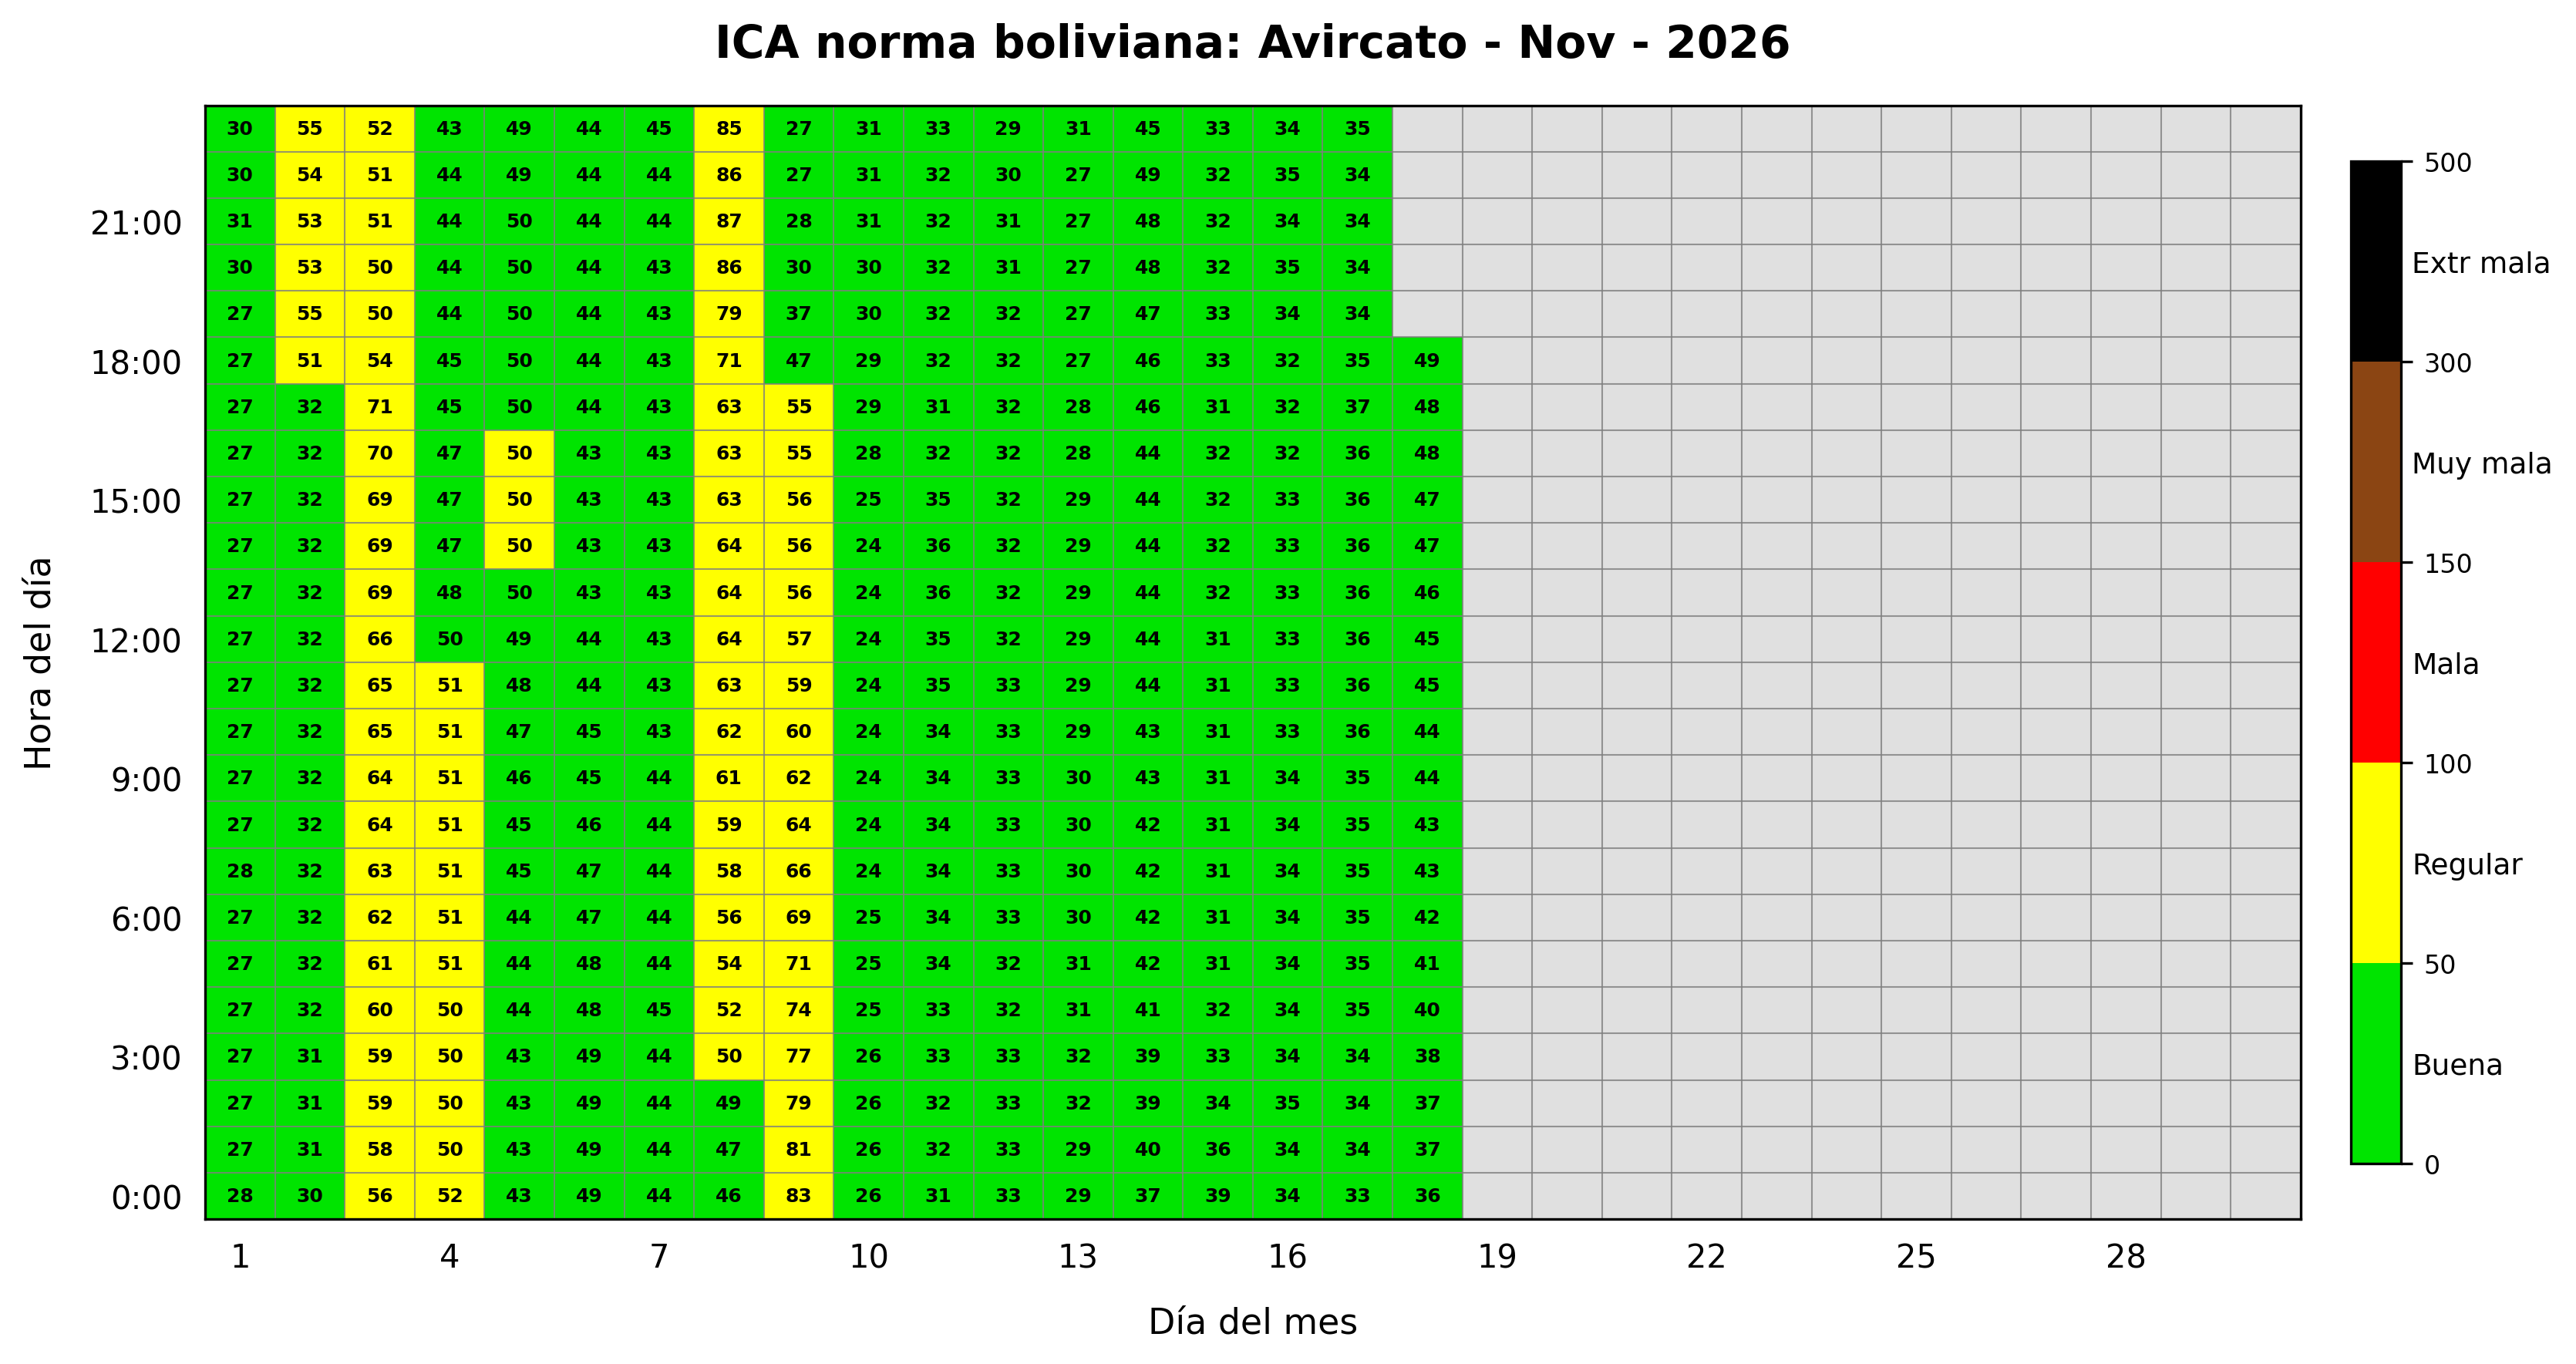 ICA norma boliviana: Avircato - Nov - 2026
30 55 52 43 49 44 45 85 27 31 33 29 31 45 33 34 35
30 54 51 44 49 44 44 86 27 31 32 30 27 49 32 35 34
21:00 31 53 51 44 50 44 44 87 28 31 32 31 27 48 32 34 34
30 53 50 44 50 44 43 86 30 30 32 31 27 48 32 35 34
27 55 50 44 50 44 43 79 37 30 32 32 27 47 33 34 34
18:00 27 51 54 45 50 44 43 71 47 29 32 32 27 46 33 32 35 49
27 32 71 45 50 44 43 63 55 29 31 32 28 46 31 32 37 48
27 32 70 47 50 43 43 63 55 28 32 32 28 44 32 32 36 48
15:00 27 32 69 47 50 43 43 63 56 25 35 32 29 44 32 33 36 47
27 32 69 47 50 43 43 64 56 24 36 32 29 44 32 33 36 47
27 32 69 48 50 43 43 64 56 24 36 32 29 44 32 33 36 46
12:00 27 32 66 50 49 44 43 64 57 24 35 32 29 44 31 33 36 45
27 32 65 51 48 44 43 63 59 24 35 33 29 44 31 33 36 45
27 32 65 51 47 45 43 62 60 24 34 33 29 43 31 33 36 44
9:00 27 32 64 51 46 45 44 61 62 24 34 33 30 43 31 34 35 44
27 32 64 51 45 46 44 59 64 24 34 33 30 42 31 34 35 43
28 32 63 51 45 47 44 58 66 24 34 33 30 42 31 34 35 43
6:00 27 32 62 51 44 47 44 56 69 25 34 33 30 42 31 34 35 42
27 32 61 51 44 48 44 54 71 25 34 32 31 42 31 34 35 41
27 32 60 50 44 48 45 52 74 25 33 32 31 41 32 34 35 40
3:00 27 31 59 50 43 49 44 50 77 26 33 33 32 39 33 34 34 38
27 31 59 50 43 49 44 49 79 26 32 33 32 39 34 35 34 37
27 31 58 50 43 49 44 47 81 26 32 33 29 40 36 34 34 37
0:00 28 30 56 52 43 49 44 46 83 26 31 33 29 37 39 34 33 36
1 4 7 10 13 16 19 22 25 28
Día del mes
Hora del día
500
Extr mala
300
Muy mala
150
Mala
100
Regular
50
Buena
0